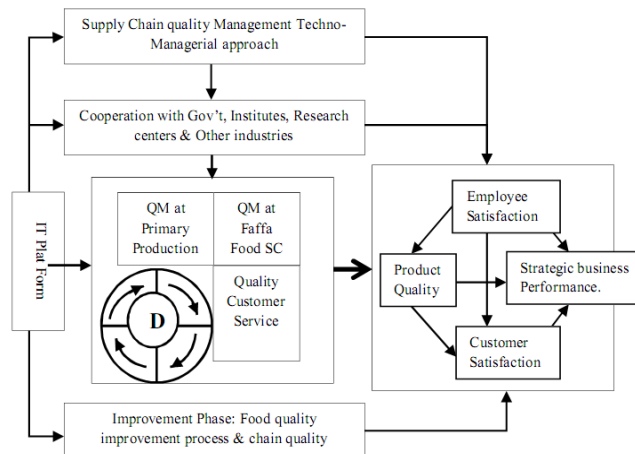 Supply Chain quality Management Techno-
Managerial approach
Cooperation with Gov't, Institutes, Research
centers & Other industries
IT Plat Form
QM at
Primary
Production
QM at
Faffa
Food SC
Quality
Customer
Service
D
Employee
Satisfaction
Product
Quality
Strategic business
Performance.
Customer
Satisfaction
Improvement Phase: Food quality
improvement process & chain quality